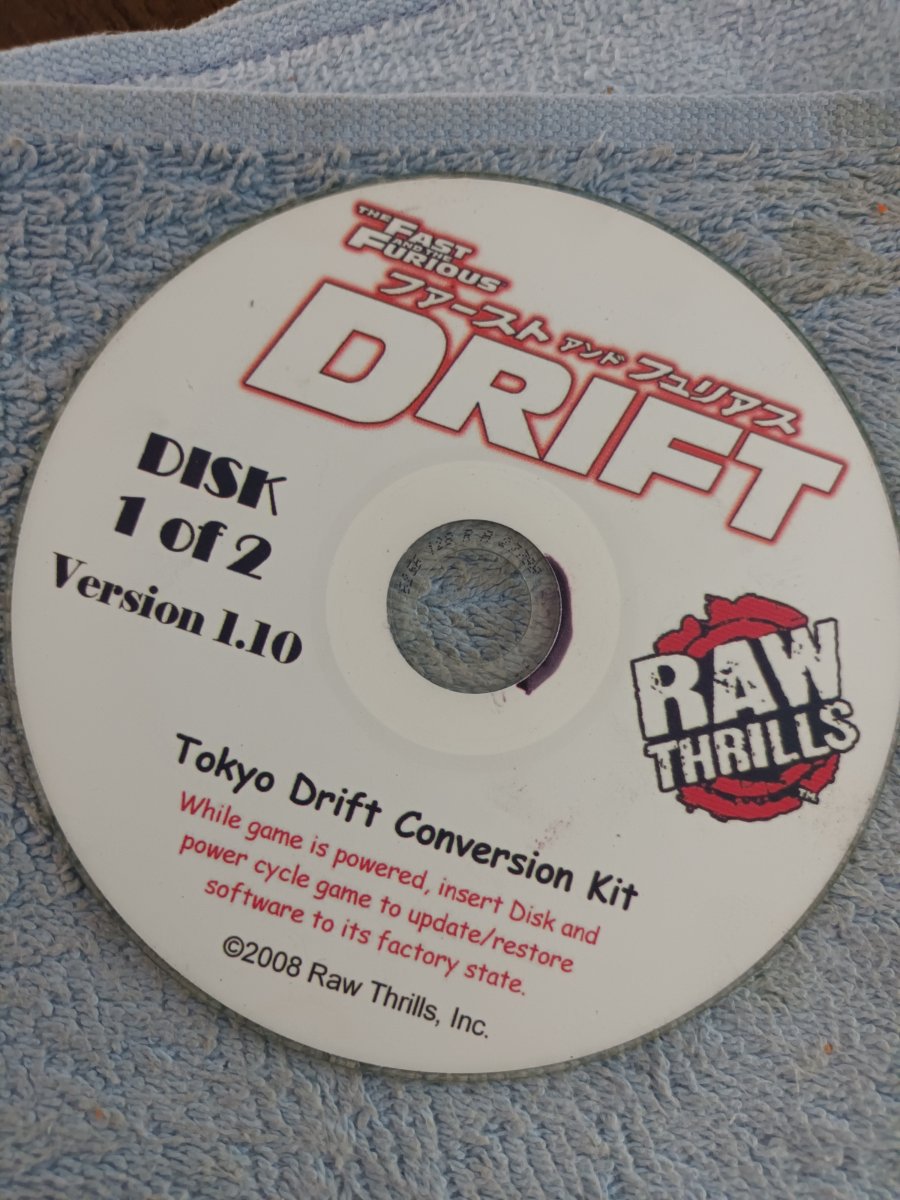 THE
FAST
AND THE
FURIOUS
ファースト アンド フュリアス
DRIFT
DISK
1 of 2
Version 1.10
RAW
THRILLS
TM
Tokyo Drift Conversion Kit
While game is powered, insert Disk and
power cycle game to update/restore
software to its factory state.
©2008 Raw Thrills, Inc.